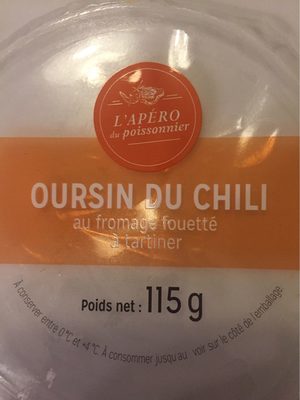 L'APÉRO
du poissonnier
OURSIN DU CHILI
au fromage fouetté
à tartiner
Poids net : 115 g
À conserver entre 0°C et +4°C. À consommer jusqu'au : voir sur le côté de l'emballage.